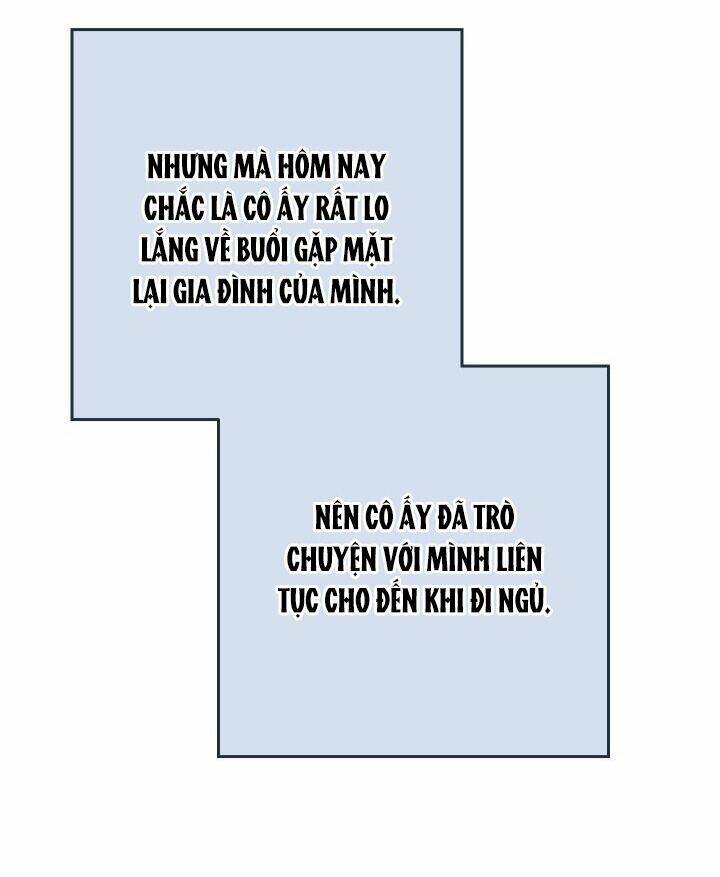 NHƯNG MÀ HÔM NAY
CHẮC LÀ CÔ ẤY RẤT LO
LẮNG VỀ BUỔI GẶP MẶT
LẠI GIA ĐÌNH CỦA MÌNH.
NÊN CÔ ẤY ĐÃ TRÒ
CHUYỆN VỚI MÌNH LIÊN
TỤC CHO ĐẾN KHI ĐI NGỦ.